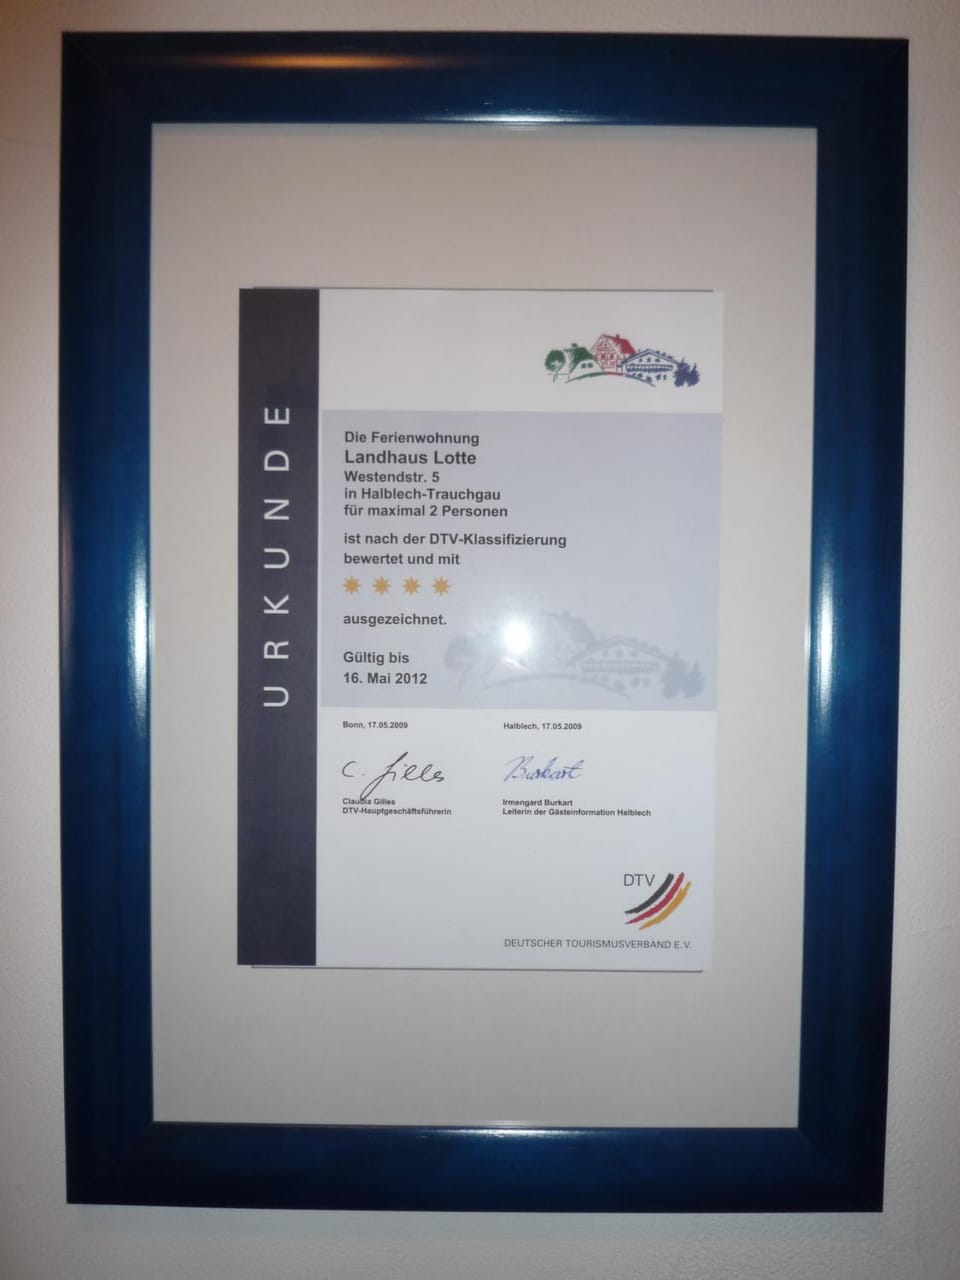 URKUNDE
Die Ferienwohnung
Landhaus Lotte
Westendstr. 5
in Halblech-Trauchgau
für maximal 2 Personen
ist nach der DTV-Klassifizierung
bewertet und mit
ausgezeichnet.
Gültig bis
16. Mai 2012
Bonn, 17.05.2009
Halblech, 17.05.2009
C. Gilles
Burkart
Claudia Gilles
DTV-Hauptgeschäftsführerin
Irmengard Burkart
Leiterin der Gästeinformation Halblech
DTV
DEUTSCHER TOURISMUSVERBAND E.V.